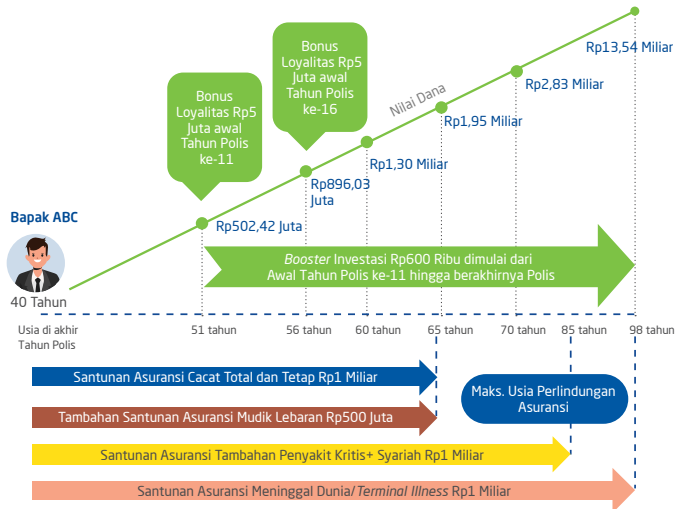 Bonus
Loyalitas Rp5
Juta awal
Tahun Polis
ke-16
Bonus
Loyalitas Rp5
Juta awal
Tahun Polis
ke-11
Nilai Dana
Rp13,54 Miliar
Rp2,83 Miliar
Rp1,95 Miliar
Rp1,30 Miliar
Rp896,03
Juta
Rp502,42 Juta
Bapak ABC
40 Tahun
Booster Investasi Rp600 Ribu dimulai dari
Awal Tahun Polis ke-11 hingga berakhirnya Polis
Usia di akhir
Tahun Polis
51 tahun
56 tahun
60 tahun
65 tahun
70 tahun
85 tahun
98 tahun
Santunan Asuransi Cacat Total dan Tetap Rp1 Miliar
Maks. Usia Perlindungan
Asuransi
Tambahan Santunan Asuransi Mudik Lebaran Rp500 Juta
Santunan Asuransi Tambahan Penyakit Kritis+ Syariah Rp1 Miliar
Santunan Asuransi Meninggal Dunia/Terminal Illness Rp1 Miliar